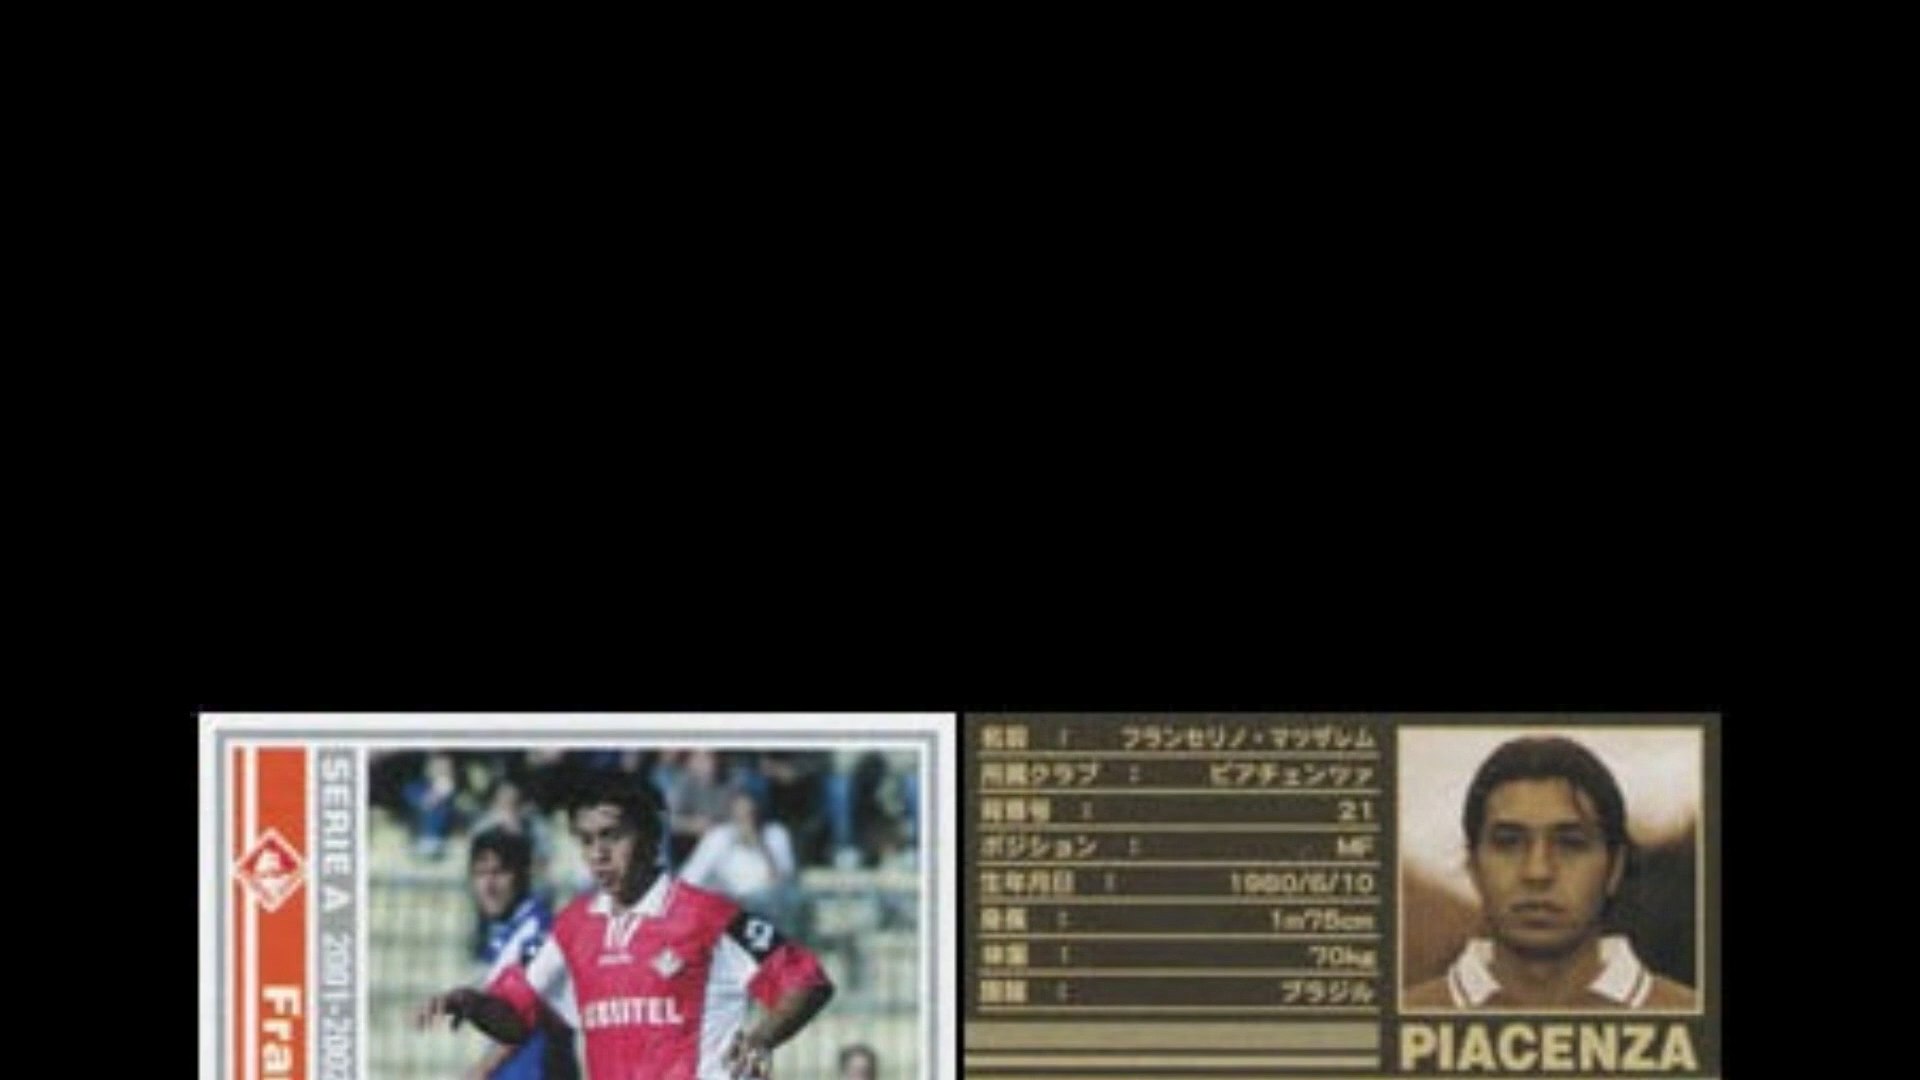 SERIE A 2001-2002
Fra
COSSITEL
名前 : フランセリノ・マツザレム
所属クラブ : ピアチェンツァ
背番号 : 21
ポジション : MF
生年月日 : 1980/6/10
身長 : 1m75cm
体重 : 70kg
国籍 : ブラジル
PIACENZA